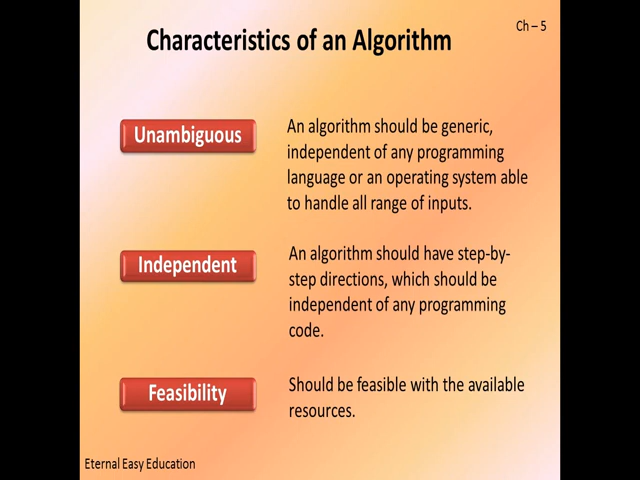 Characteristics of an Algorithm
Ch – 5
Unambiguous
An algorithm should be generic,
independent of any programming
language or an operating system able
to handle all range of inputs.
Independent
An algorithm should have step-by-
step directions, which should be
independent of any programming
code.
Feasibility
Should be feasible with the available
resources.
Eternal Easy Education